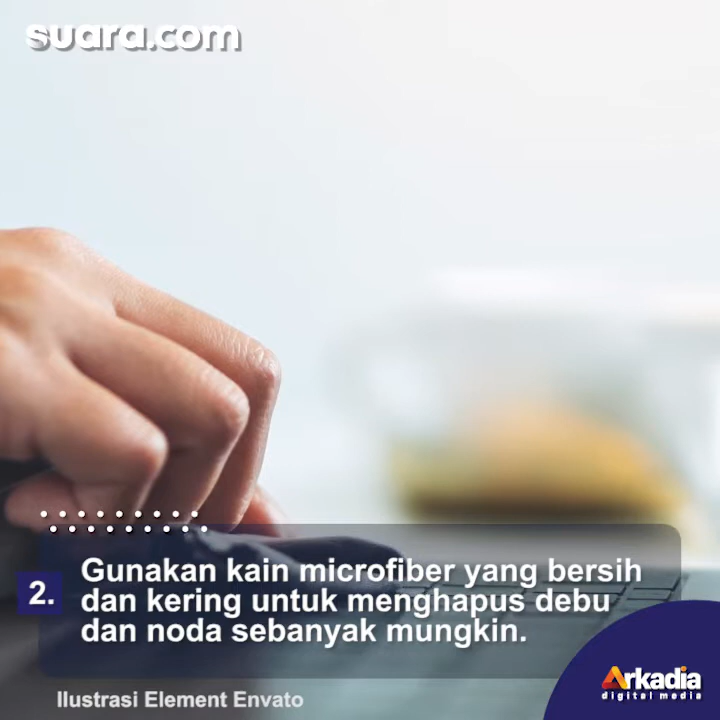 suara.com
2. Gunakan kain microfiber yang bersih
dan kering untuk menghapus debu
dan noda sebanyak mungkin.
Ilustrasi Element Envato
Arkadia
digital media